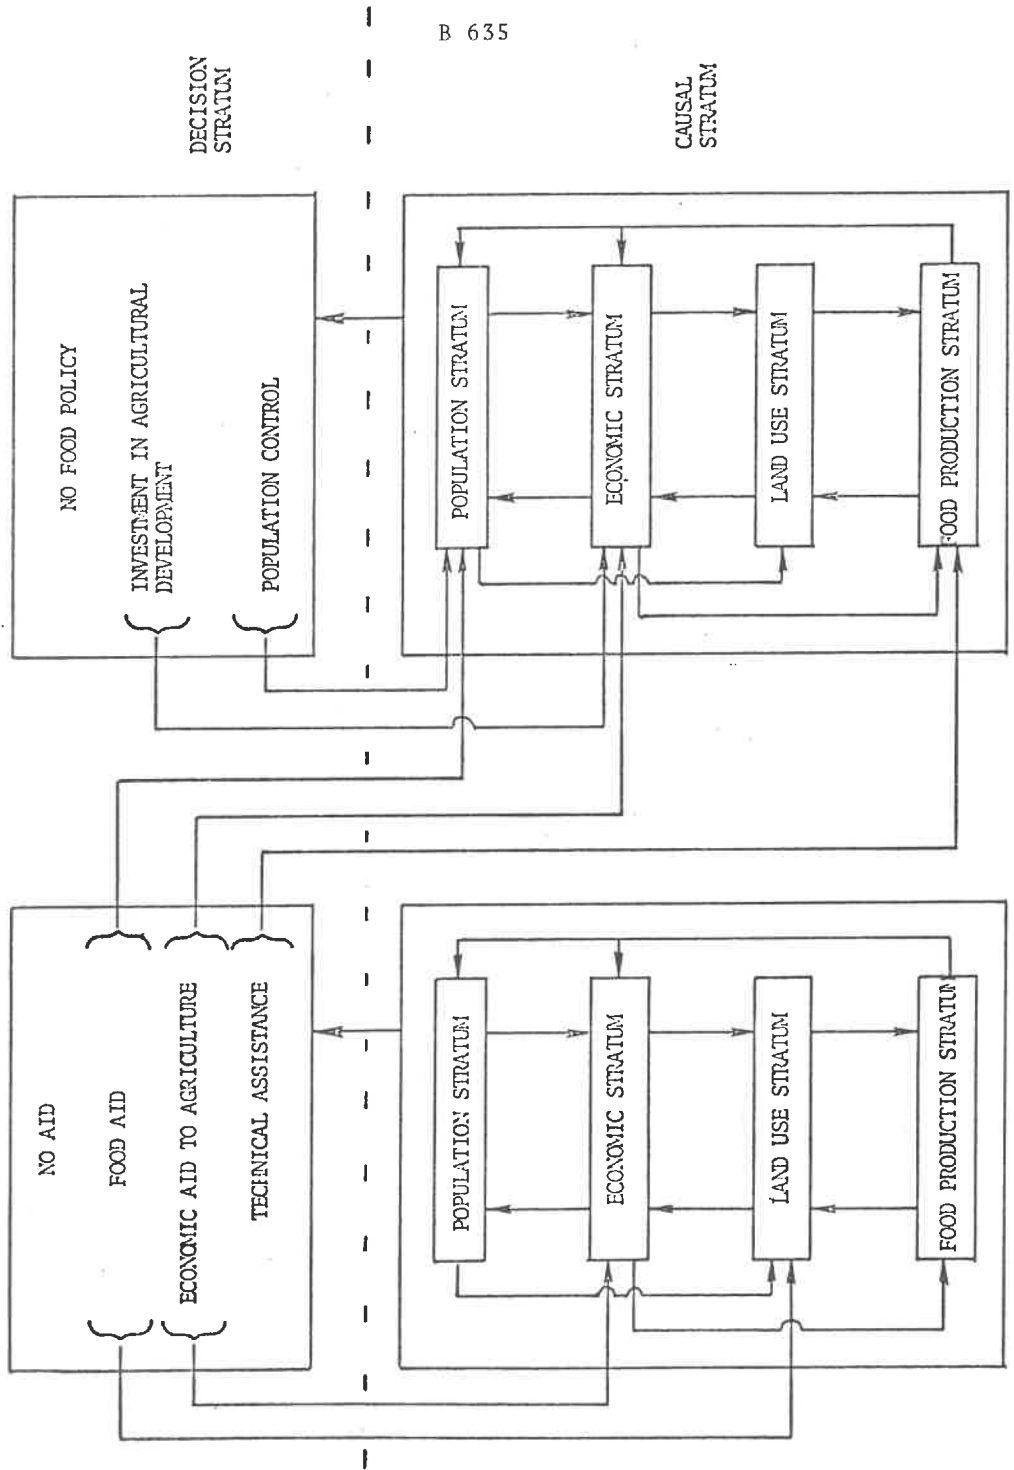 B 635
DECISION
STRATUM
CAUSAL
STRATUM
NO FOOD POLICY
INVESTMENT IN AGRICULTURAL
DEVELOPMENT
POPULATION CONTROL
POPULATION STRATUM
ECONOMIC STRATUM
LAND USE STRATUM
FOOD PRODUCTION STRATUM
NO AID
FOOD AID
ECONOMIC AID TO AGRICULTURE
TECHNICAL ASSISTANCE
POPULATION STRATUM
ECONOMIC STRATUM
LAND USE STRATUM
FOOD PRODUCTION STRATUM